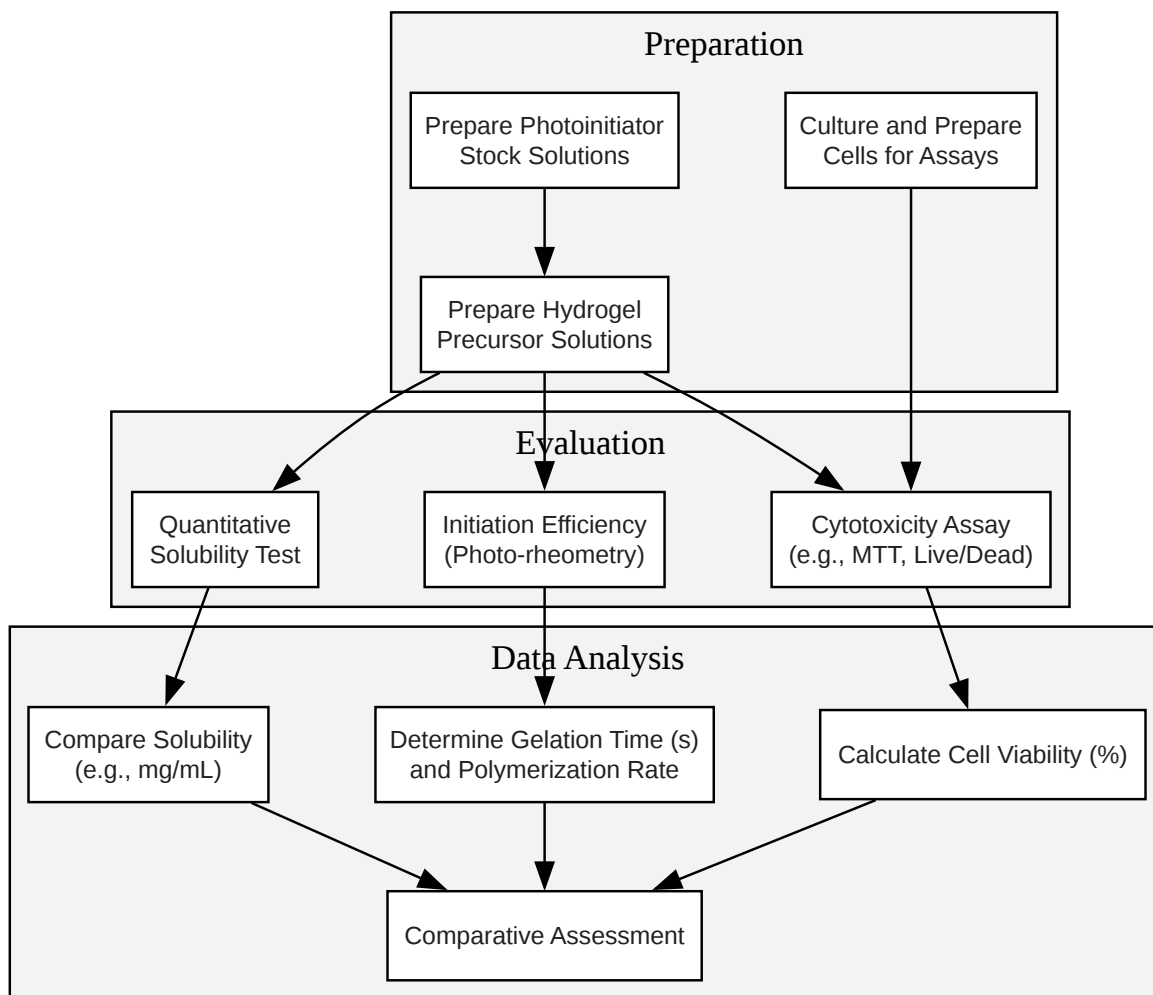 Preparation
Prepare Photoinitiator
Stock Solutions
Culture and Prepare
Cells for Assays
Prepare Hydrogel
Precursor Solutions
Evaluation
Quantitative
Solubility Test
Initiation Efficiency
(Photo-rheometry)
Cytotoxicity Assay
(e.g., MTT, Live/Dead)
Data Analysis
Compare Solubility
(e.g., mg/mL)
Determine Gelation Time (s)
and Polymerization Rate
Calculate Cell Viability (%)
Comparative Assessment